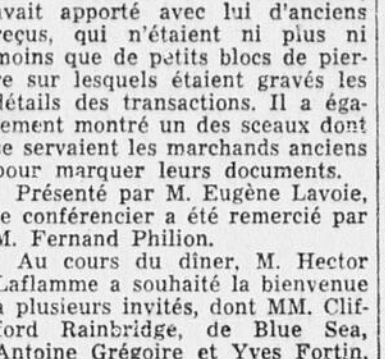 avait apporté avec lui d'anciens
reçus, qui n'étaient ni plus ni
moins que de petits blocs de pier-
re sur lesquels étaient gravés les
détails des transactions. Il a éga-
lement montré un des sceaux dont
se servaient les marchands anciens
pour marquer leurs documents.
Présenté par M. Eugène Lavoie,
le conférencier a été remercié par
M. Fernand Philion.
Au cours du dîner, M. Hector
Laflamme a souhaité la bienvenue
à plusieurs invités, dont MM. Clif-
ford Rainbridge, de Blue Sea,
Antoine Grégoire et Yves Fortin,